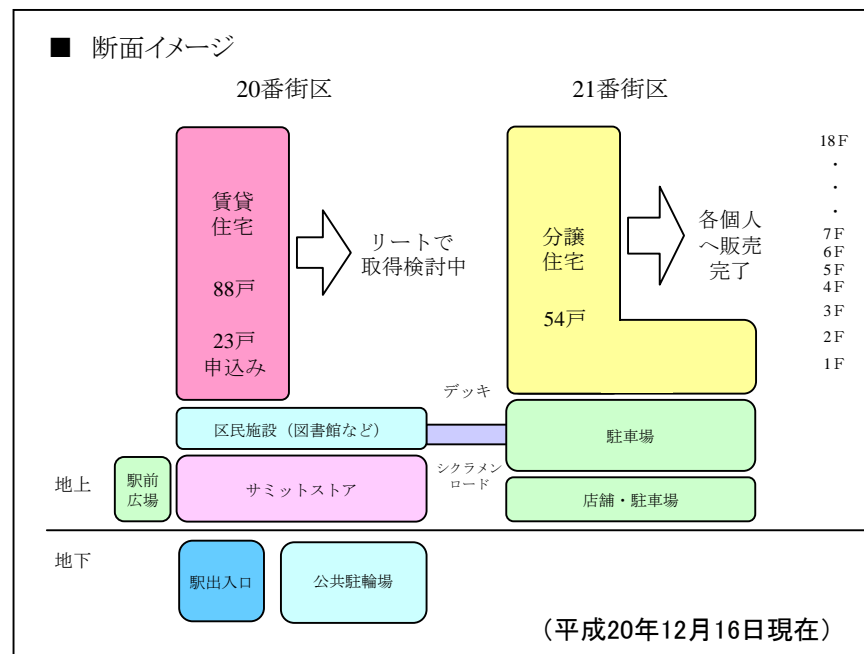 ■ 断面イメージ
20番街区
21番街区
賃貸
住宅
88戸
23戸
申込み
リートで
取得検討中
分譲
住宅
54戸
各個人
へ販売
完了
18F
・
・
・
7F
6F
5F
4F
3F
2F
1F
デッキ
区民施設（図書館など）
駐車場
シクラメン
ロード
地上
駅前
広場
サミットストア
店舗・駐車場
地下
駅出入口
公共駐輪場
（平成20年12月16日現在）